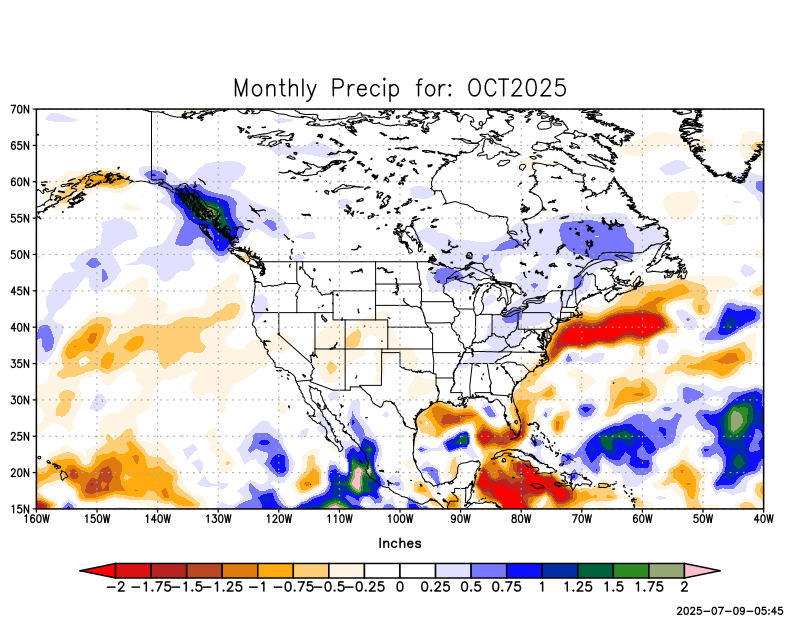 Monthly Precip for: OCT2025
70N
65N
60N
55N
50N
45N
40N
35N
30N
25N
20N
15N
160W 150W 140W 130W 120W 110W 100W 90W 80W 70W 60W 50W 40W
Inches
-2 -1.75 -1.5 -1.25 -1 -0.75 -0.5 -0.25 0 0.25 0.5 0.75 1 1.25 1.5 1.75 2
2025-07-09-05:45